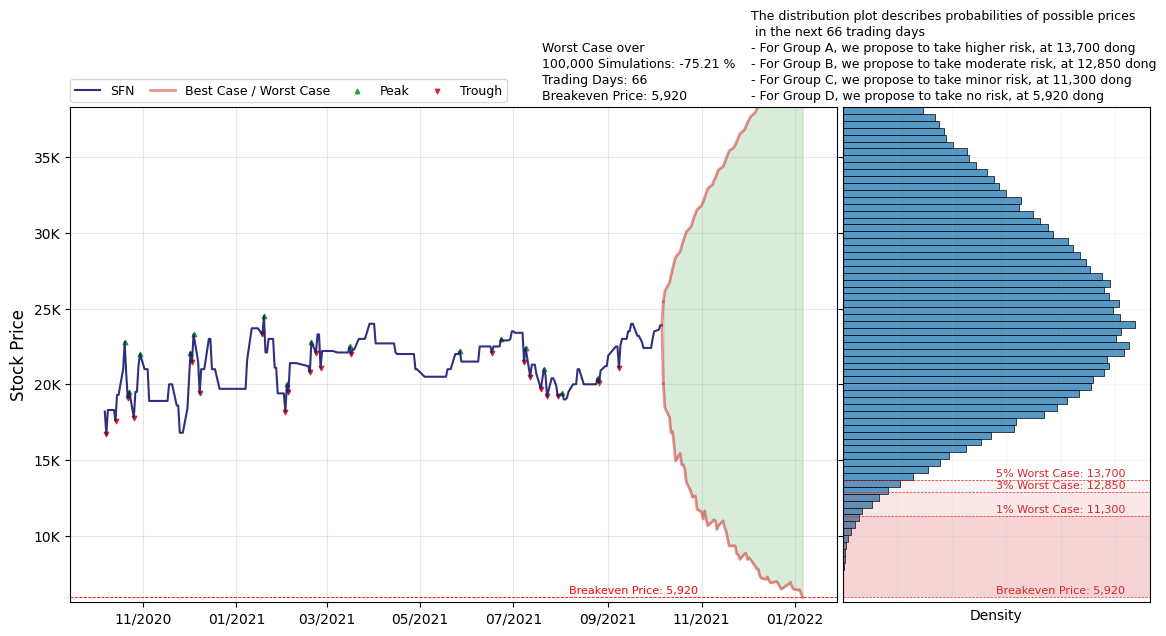 The distribution plot describes probabilities of possible prices
in the next 66 trading days
- For Group A, we propose to take higher risk, at 13,700 dong
- For Group B, we propose to take moderate risk, at 12,850 dong
- For Group C, we propose to take minor risk, at 11,300 dong
- For Group D, we propose to take no risk, at 5,920 dong
Worst Case over
100,000 Simulations: -75.21 %
Trading Days: 66
Breakeven Price: 5,920
SFN
Best Case / Worst Case
Peak
Trough
Stock Price
35K
30K
25K
20K
15K
10K
11/2020
01/2021
03/2021
05/2021
07/2021
09/2021
11/2021
01/2022
Breakeven Price: 5,920
5% Worst Case: 13,700
3% Worst Case: 12,850
1% Worst Case: 11,300
Breakeven Price: 5,920
Density